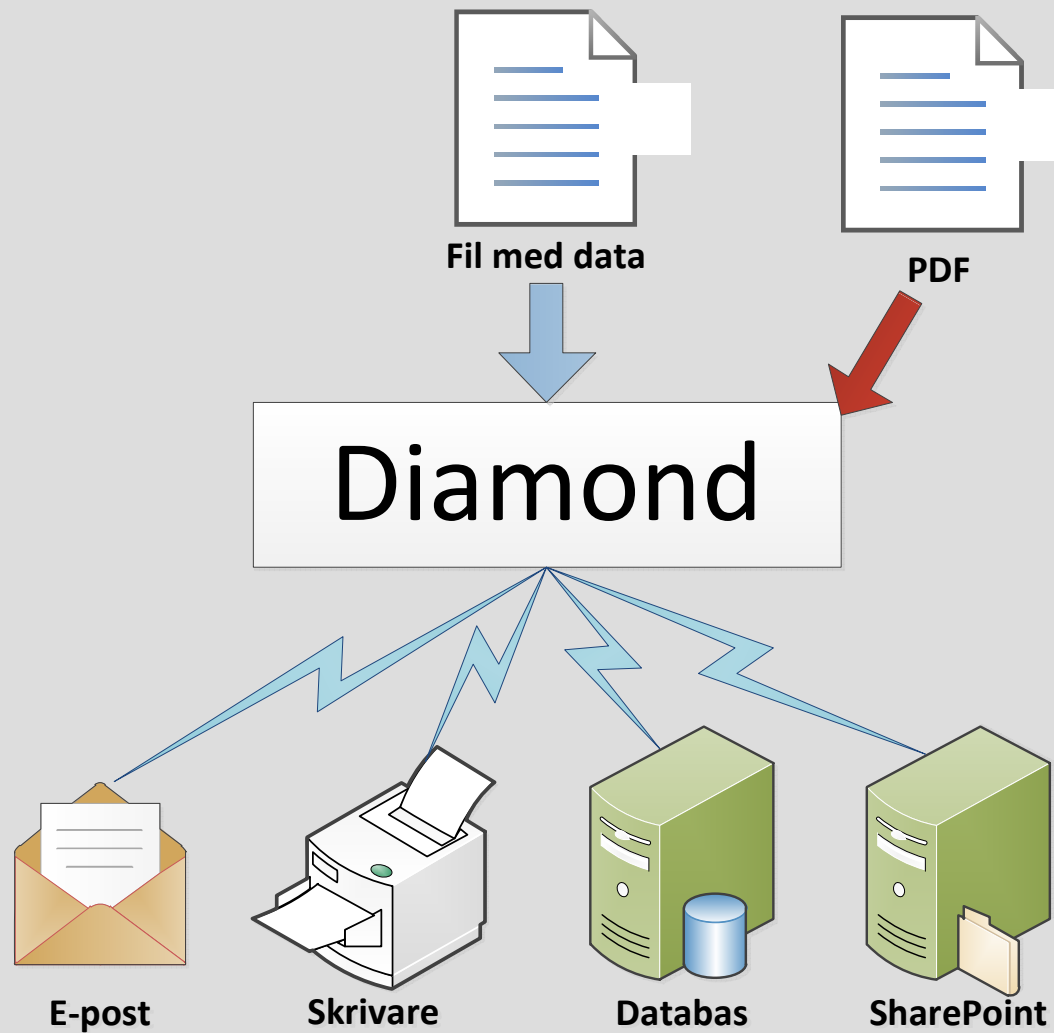 Fil med data
PDF
Diamond
E-post
Skrivare
Databas
SharePoint